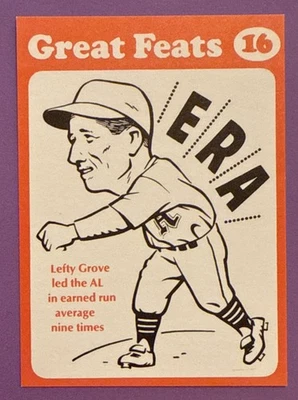 Great Feats 16
ERA
Lefty Grove
led the AL
in earned run
average
nine times